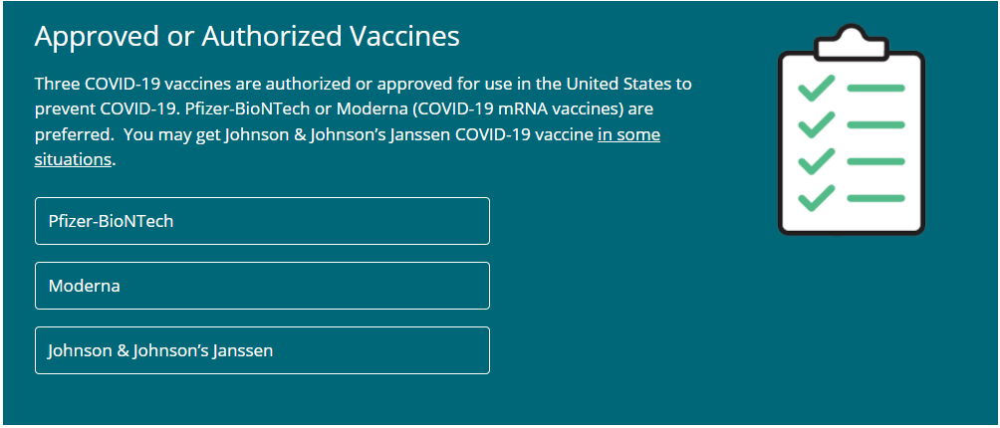 Approved or Authorized Vaccines
Three COVID-19 vaccines are authorized or approved for use in the United States to
prevent COVID-19. Pfizer-BioNTech or Moderna (COVID-19 mRNA vaccines) are
preferred.  You may get Johnson & Johnson’s Janssen COVID-19 vaccine in some
situations.
Pfizer-BioNTech
Moderna
Johnson & Johnson’s Janssen